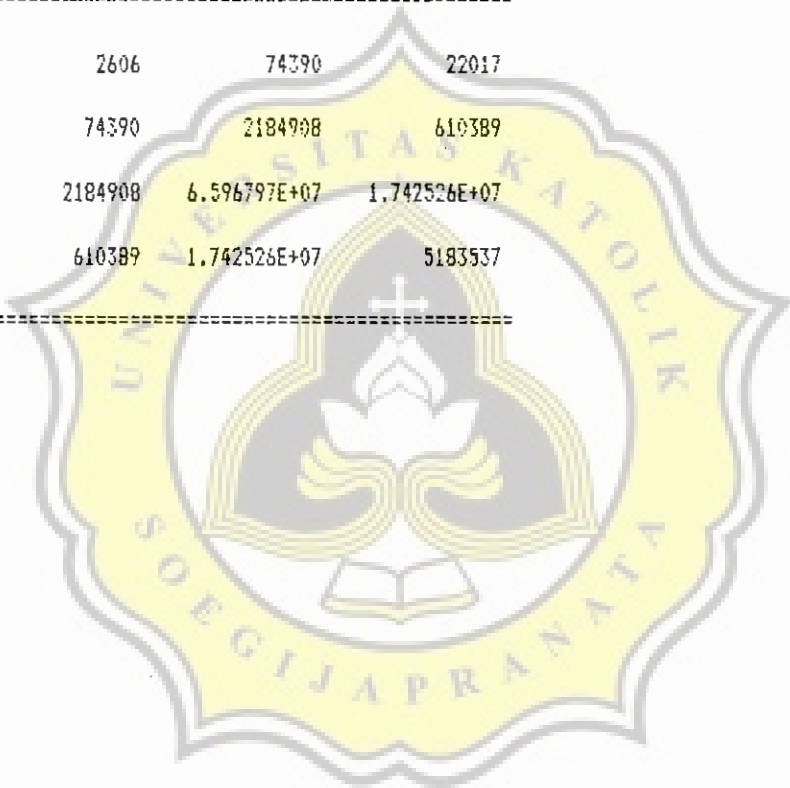 2606 74390 22017
74390 2184908 610389
2184908 6.596797E+07 1.742526E+07
610389 1.742526E+07 5183537
UNIVERSITAS KATOLIK
SOEGIJAPRANATA